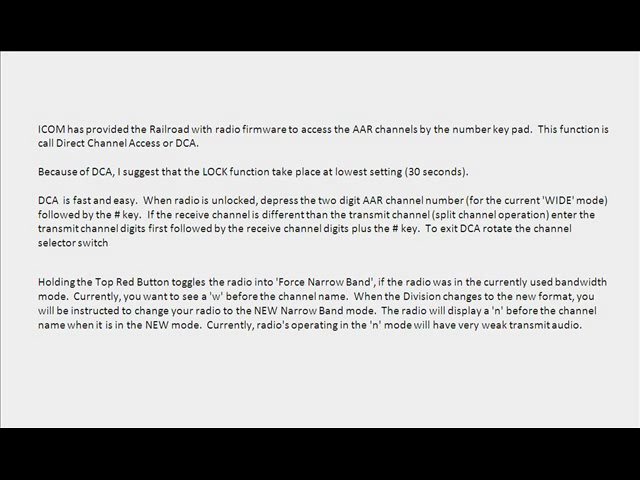 ICOM has provided the Railroad with radio firmware to access the AAR channels by the number key pad.  This function is
call Direct Channel Access or DCA.
Because of DCA, I suggest that the LOCK function take place at lowest setting (30 seconds).
DCA  is fast and easy.  When radio is unlocked, depress the two digit AAR channel number (for the current 'WIDE' mode)
followed by the # key.  If the receive channel is different than the transmit channel (split channel operation) enter the
transmit channel digits first followed by the receive channel digits plus the # key.  To exit DCA rotate the channel
selector switch
Holding the Top Red Button toggles the radio into 'Force Narrow Band', if the radio was in the currently used bandwidth
mode.  Currently, you want to see a 'w' before the channel name.  When the Division changes to the new format, you
will be instructed to change your radio to the NEW Narrow Band mode.  The radio will display a 'n' before the channel
name when it is in the NEW mode.  Currently, radio's operating in the 'n' mode will have very weak transmit audio.